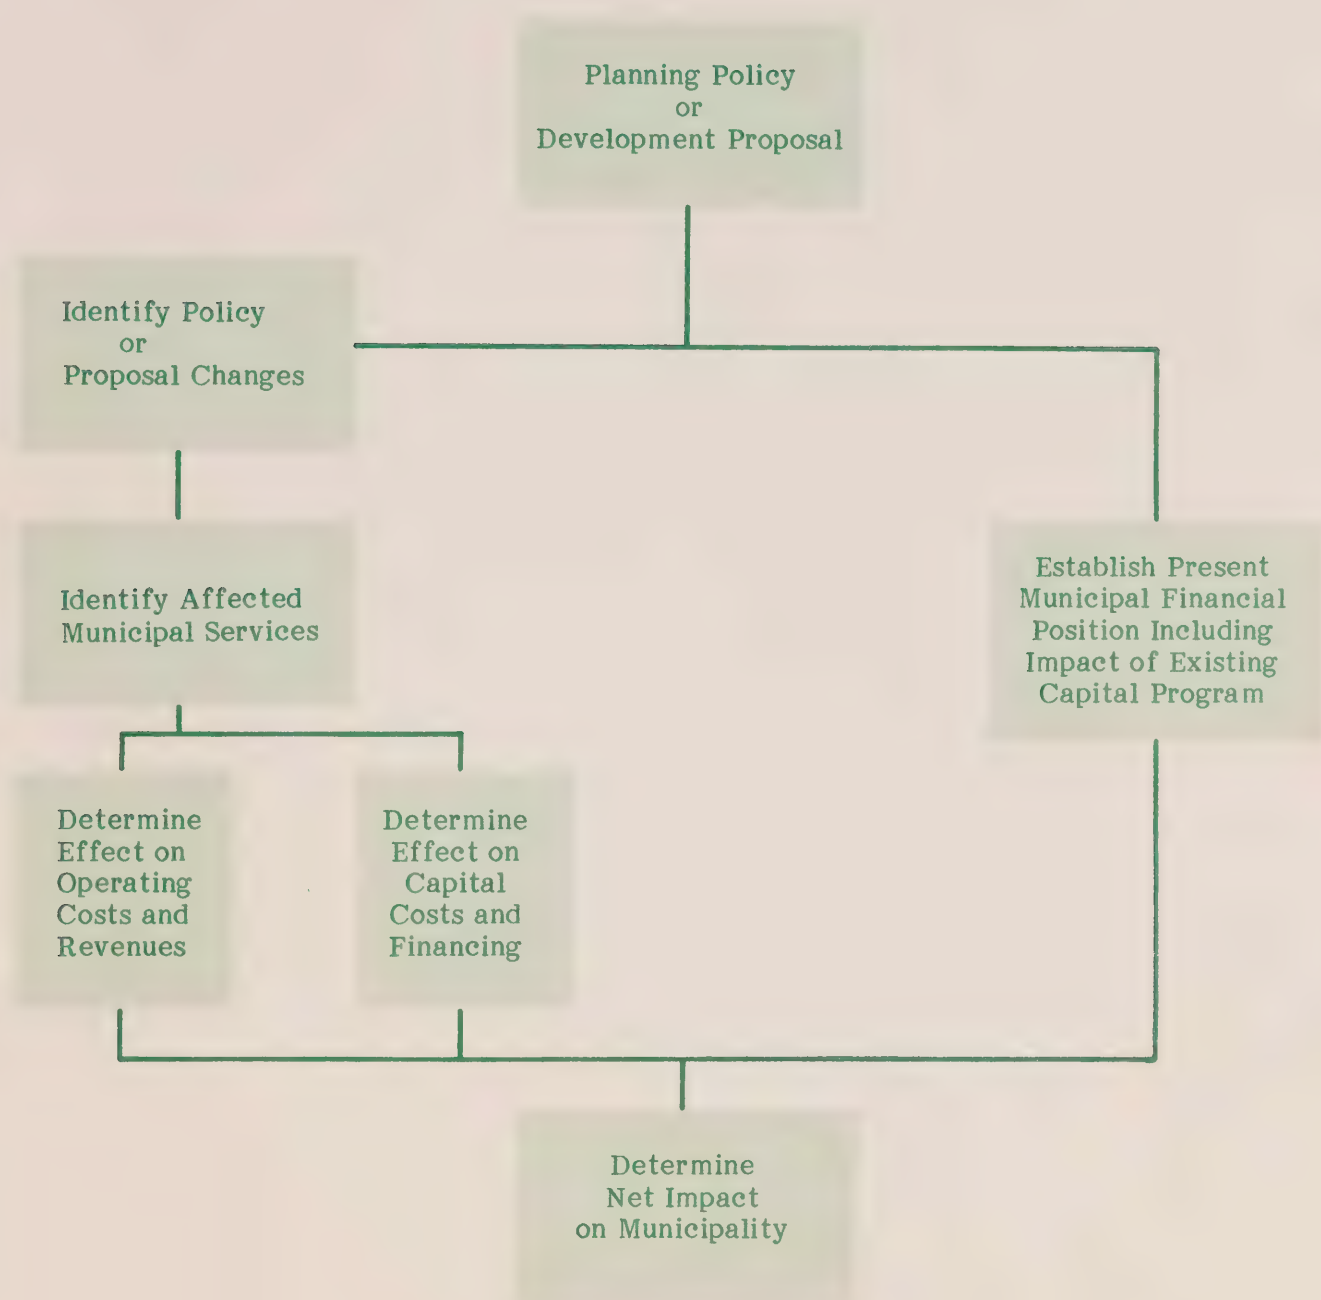 Planning Policy
or
Development Proposal
Identify Policy
or
Proposal Changes
Identify Affected
Municipal Services
Establish Present
Municipal Financial
Position Including
Impact of Existing
Capital Program
Determine
Effect on
Operating
Costs and
Revenues
Determine
Effect on
Capital
Costs and
Financing
Determine
Net Impact
on Municipality